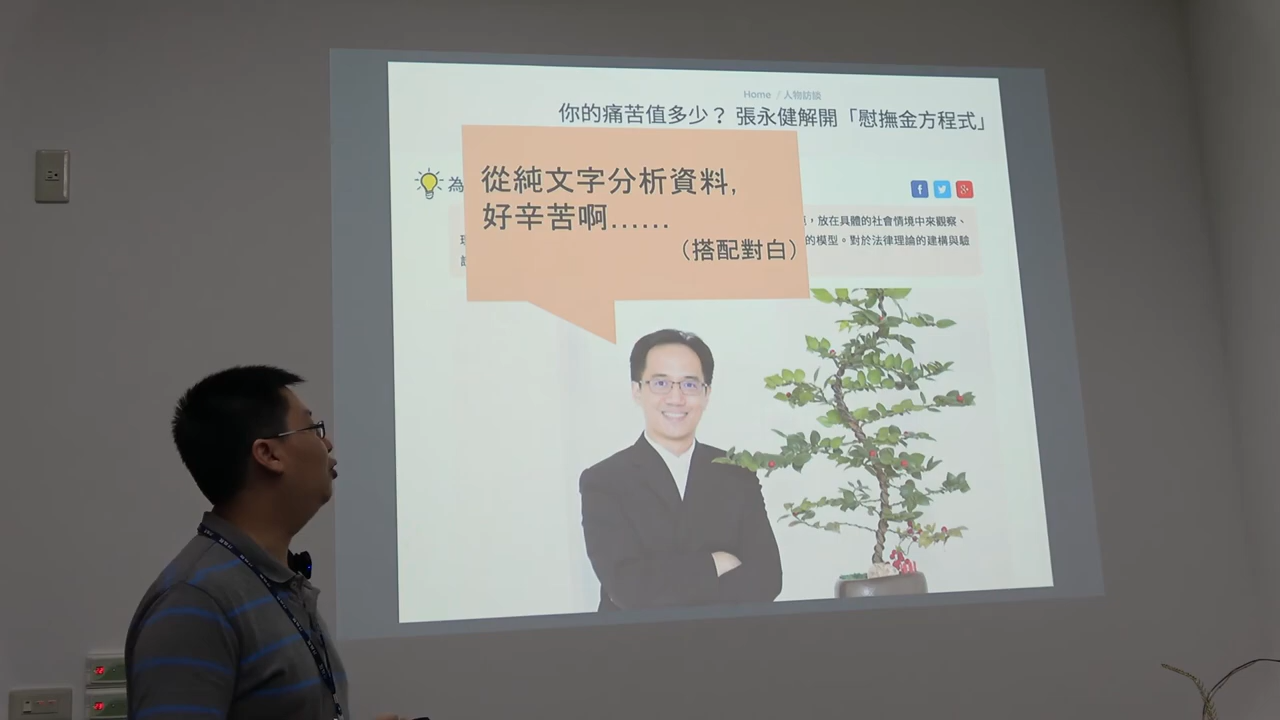 Home / 人物訪談
你的痛苦值多少？ 張永健解開「慰撫金方程式」
為
從純文字分析資料,
好辛苦啊......
（搭配對白）
，放在具體的社會情境中來觀察、
的模型。對於法律理論的建構與驗